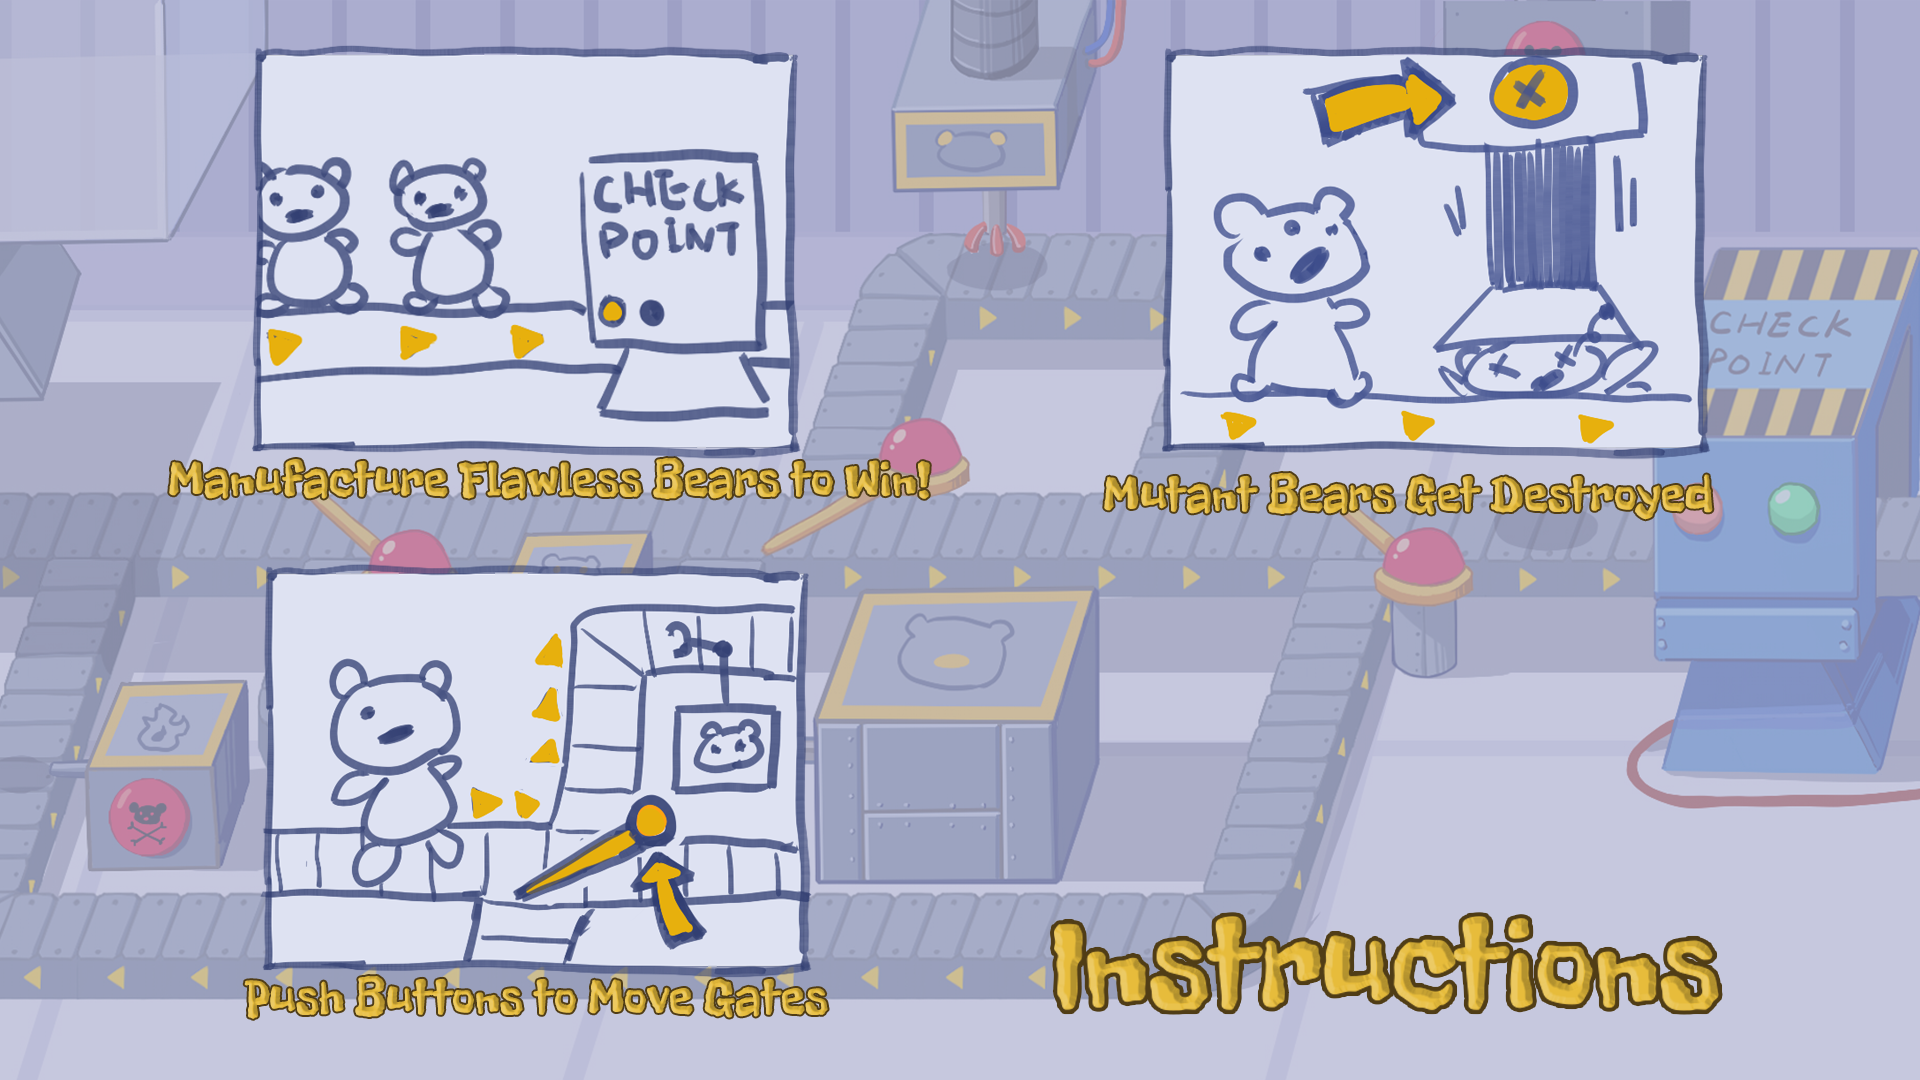 CHECK
POINT
Manufacture Flawless Bears to Win!
Mutant Bears Get Destroyed
CHECK
POINT
Push Buttons to Move Gates
Instructions